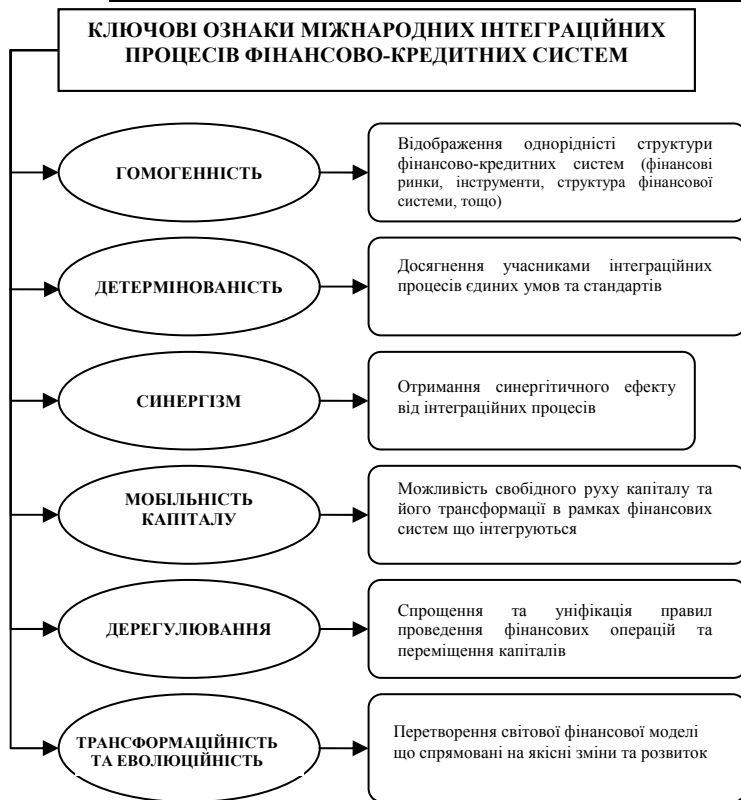 КЛЮЧОВІ ОЗНАКИ МІЖНАРОДНИХ ІНТЕГРАЦІЙНИХ
ПРОЦЕСІВ ФІНАНСОВО-КРЕДИТНИХ СИСТЕМ
ГОМОГЕННІСТЬ
Відображення однорідністі структури
фінансово-кредитних систем (фінансові
ринки, інструменти, структура фінансової
системи, тощо)
ДЕТЕРМІНОВАНІСТЬ
Досягнення учасниками інтеграційних
процесів єдиних умов та стандартів
СИНЕРГІЗМ
Отримання синергітичного ефекту
від інтеграційних процесів
МОБІЛЬНІСТЬ
КАПІТАЛУ
Можливість свобідного руху капіталу та
його трансформації в рамках фінансових
систем що інтегруються
ДЕРЕГУЛЮВАННЯ
Спрощення та уніфікація правил
проведення фінансових операцій та
переміщення капіталів
ТРАНСФОРМАЦІЙНІСТЬ
ТА ЕВОЛЮЦІЙНІСТЬ
Перетворення світової фінансової моделі
що спрямовані на якісні зміни та розвиток